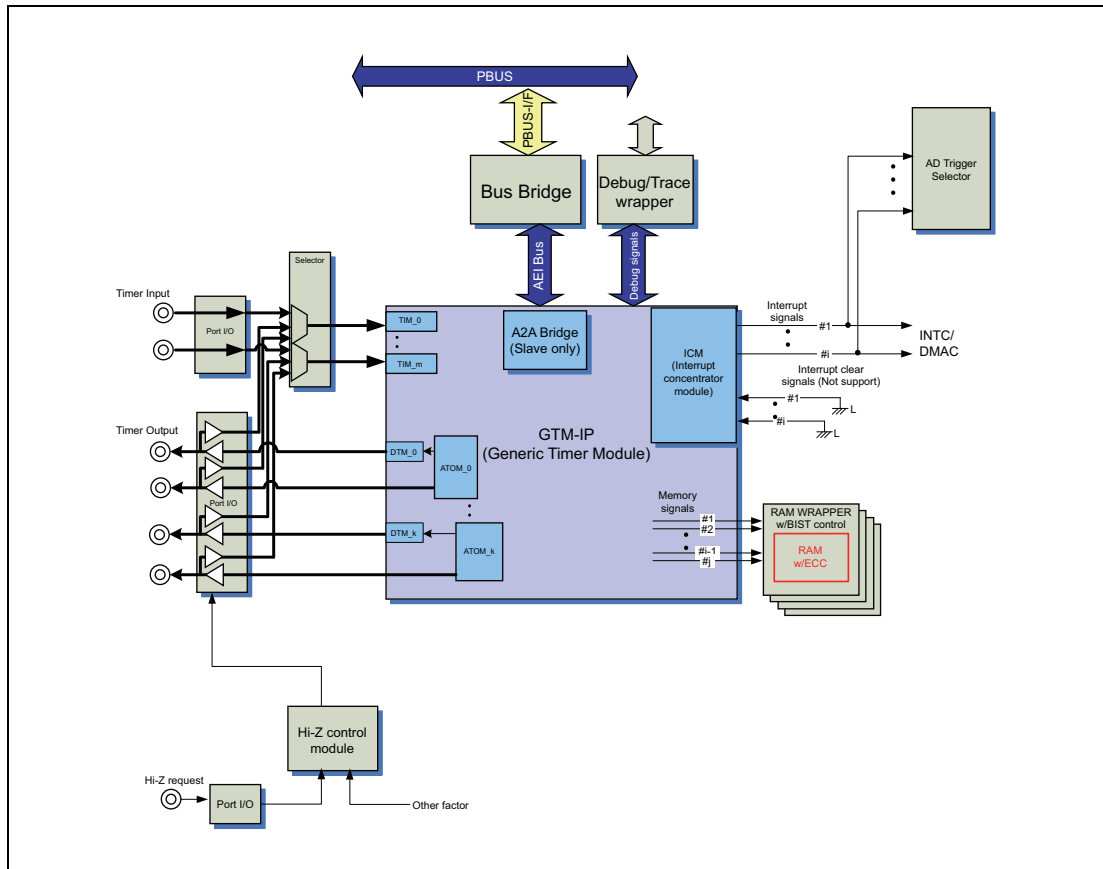 PBUS
PBUS-I/F
Bus Bridge
Debug/Trace
wrapper
AD Trigger
Selector
AEI Bus
Debug signals
Selector
Timer Input
Port I/O
TIM_0
TIM_m
A2A Bridge
(Slave only)
ICM
(Interrupt
concentrator
module)
Interrupt
signals
#1
#i
INTC/
DMAC
Interrupt clear
signals (Not support)
#1
#i
L
L
Timer Output
Port I/O
DTM_0
ATOM_0
DTM_k
ATOM_k
GTM-IP
(Generic Timer Module)
Memory
signals
#1
#2
#i-1
#j
RAM WRAPPER
w/BIST control
RAM
w/ECC
Hi-Z control
module
Hi-Z request
Port I/O
Other factor